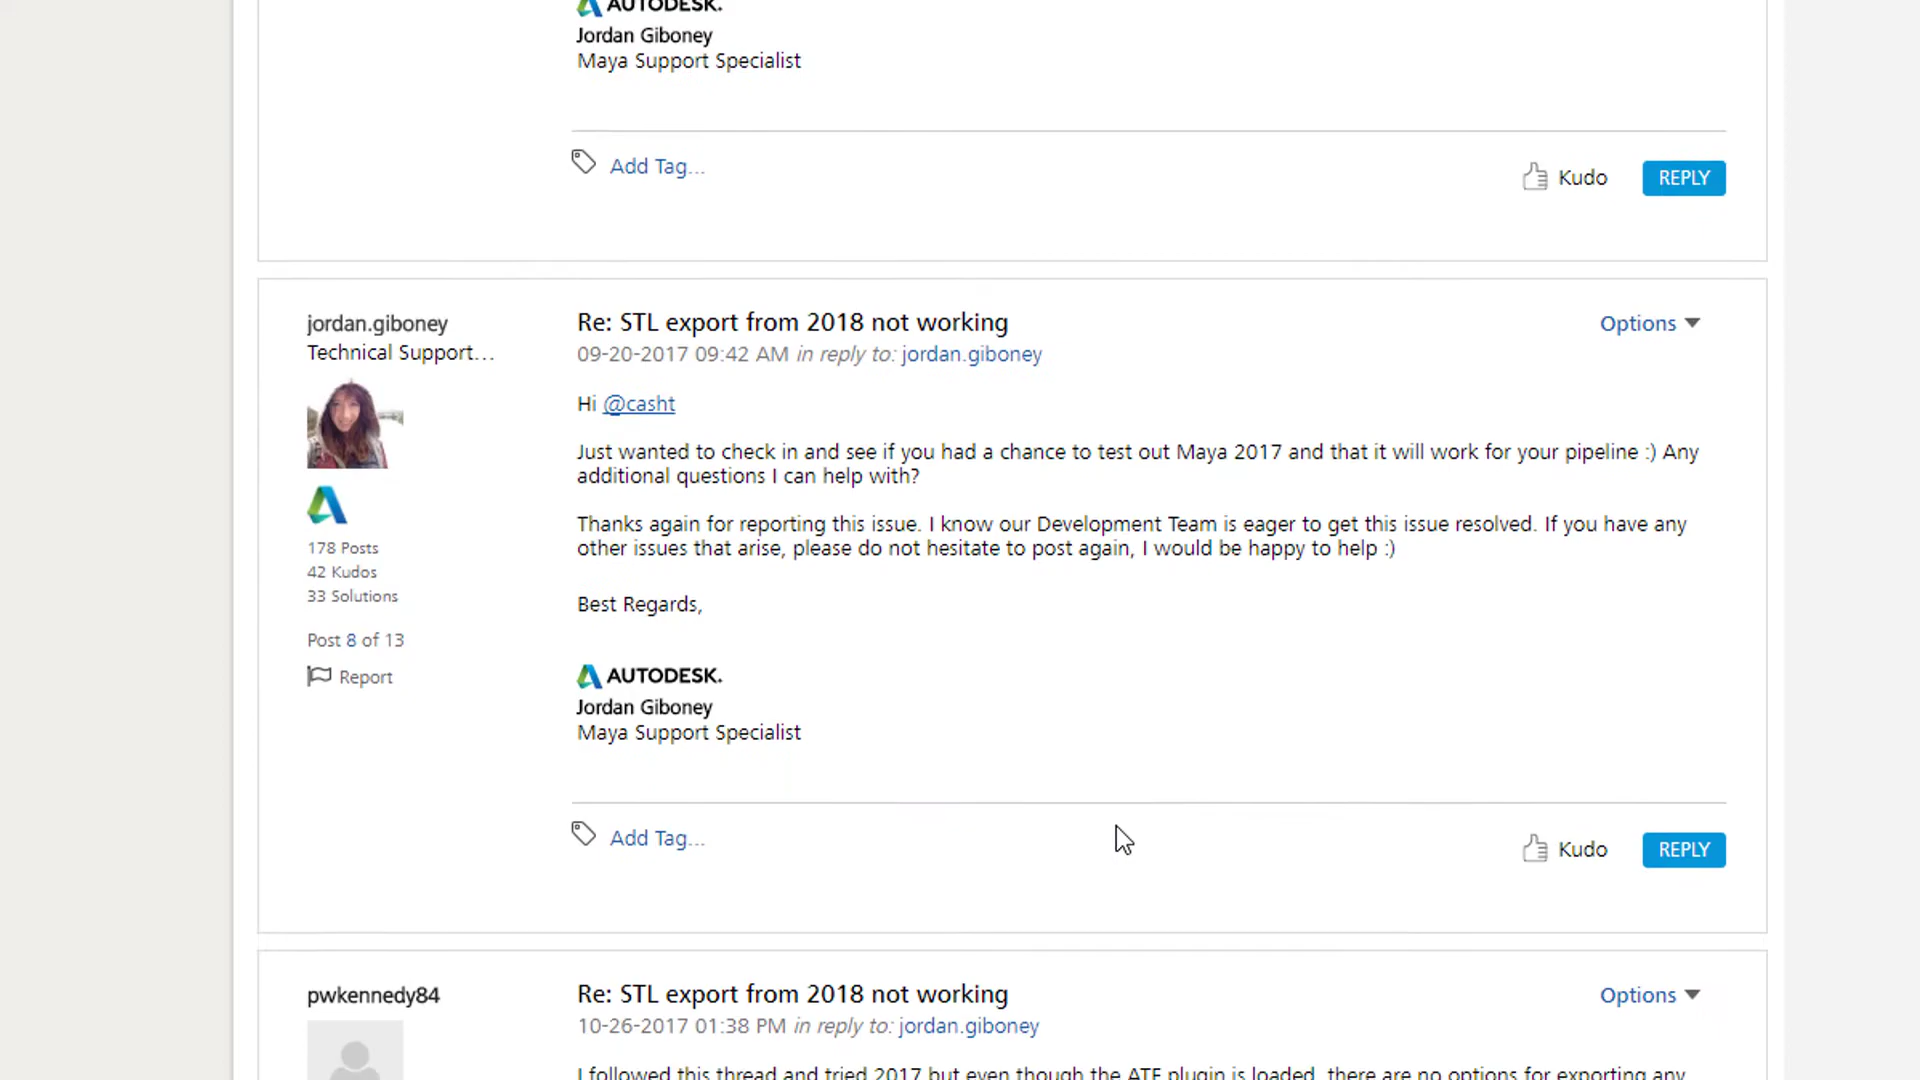 AUTODESK.
Jordan Giboney
Maya Support Specialist
Add Tag...
Kudo
REPLY
jordan.giboney
Technical Support...
178 Posts
42 Kudos
33 Solutions
Post 8 of 13
Report
Re: STL export from 2018 not working
Options
09-20-2017 09:42 AM in reply to: jordan.giboney
Hi @casht
Just wanted to check in and see if you had a chance to test out Maya 2017 and that it will work for your pipeline :) Any
additional questions I can help with?
Thanks again for reporting this issue. I know our Development Team is eager to get this issue resolved. If you have any
other issues that arise, please do not hesitate to post again, I would be happy to help :)
Best Regards,
AUTODESK.
Jordan Giboney
Maya Support Specialist
Add Tag...
Kudo
REPLY
pwkennedy84
Re: STL export from 2018 not working
Options
10-26-2017 01:38 PM in reply to: jordan.giboney
I followed this thread and tried 2017 but even though the ATF plugin is loaded, there are no options for exporting any